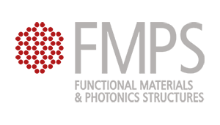 FMPS
FUNCTIONAL MATERIALS
& PHOTONICS STRUCTURES